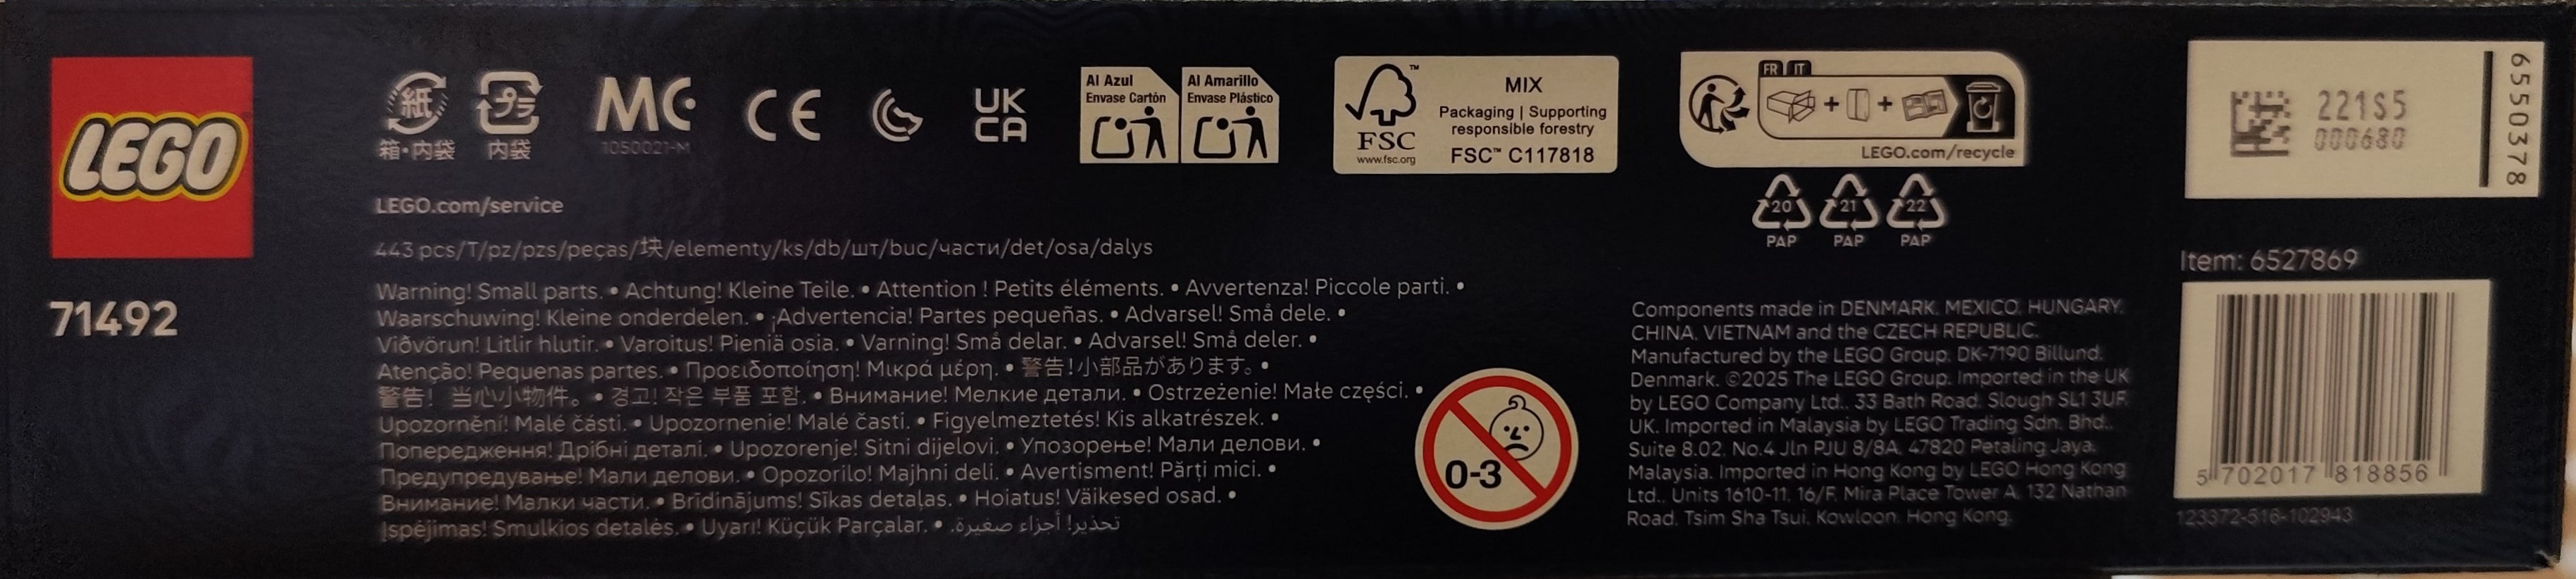 LEGO
71492
紙
箱・内袋
プラ
内袋
MC
1050021-M
CE
UK
CA
Al Azul
Envase Cartón
Al Amarillo
Envase Plástico
FSC
www.fsc.org
MIX
Packaging | Supporting
responsible forestry
FSC™ C117818
FR IT
LEGO.com/recycle
20 21 22
PAP PAP PAP
LEGO.com/service
443 pcs/T/pz/pzs/peças/块/elementy/ks/db/шт/buc/части/det/osa/dalys
Warning! Small parts. • Achtung! Kleine Teile. • Attention ! Petits éléments. • Avvertenza! Piccole parti. •
Waarschuwing! Kleine onderdelen. • ¡Advertencia! Partes pequeñas. • Advarsel! Små dele. •
Viðvörun! Litlir hlutir. • Varoitus! Pieniä osia. • Varning! Små delar. • Advarsel! Små deler. •
Atenção! Pequenas partes. • Προειδοποίηση! Μικρά μέρη. • 警告!小部品があります。 •
警告！ 当心小物件。 • 경고! 작은 부품 포함. • Внимание! Мелкие детали. • Ostrzeżenie! Małe części. •
Upozornění! Malé části. • Upozornenie! Malé časti. • Figyelmeztetés! Kis alkatrészek. •
Попередження! Дрібні деталі. • Upozorenje! Sitni dijelovi. • Упозорење! Мали делови. •
Предупредување! Мали делови. • Opozorilo! Majhni deli. • Avertisment! Părți mici. •
Внимание! Малки части. • Brīdinājums! Sīkas detaļas. • Hoiatus! Väikesed osad. •
Įspėjimas! Smulkios detalės. • Uyarı! Küçük Parçalar. • تحذير! أجزاء صغيرة.
0-3
Components made in DENMARK, MEXICO, HUNGARY,
CHINA, VIETNAM and the CZECH REPUBLIC.
Manufactured by the LEGO Group, DK-7190 Billund,
Denmark. ©2025 The LEGO Group. Imported in the UK
by LEGO Company Ltd., 33 Bath Road, Slough SL1 3UF,
UK. Imported in Malaysia by LEGO Trading Sdn. Bhd.,
Suite 8.02, No.4 Jln PJU 8/8A, 47820 Petaling Jaya,
Malaysia. Imported in Hong Kong by LEGO Hong Kong
Ltd., Units 1610-11, 16/F, Mira Place Tower A, 132 Nathan
Road, Tsim Sha Tsui, Kowloon, Hong Kong.
221S5
000680
6550378
Item: 6527869
5 702017 818856
123372-516-102943